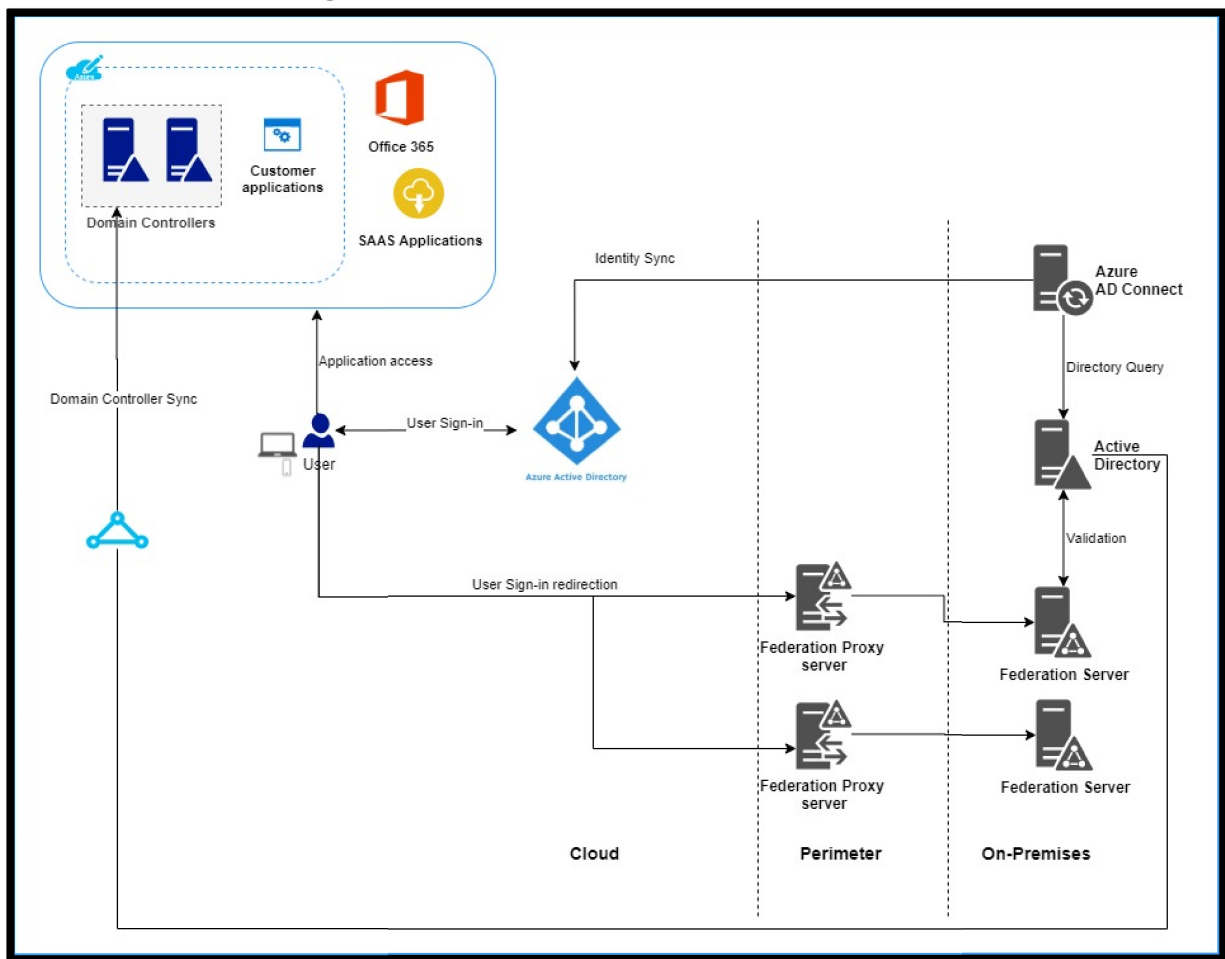 Azure
Office 365
Customer
applications
Domain Controllers
SAAS Applications
Identity Sync
Azure
AD Connect
Application access
Directory Query
Domain Controller Sync
User Sign-in
User
Azure Active Directory
Active
Directory
Validation
User Sign-in redirection
Federation Proxy
server
Federation Server
Federation Proxy
server
Federation Server
Cloud
Perimeter
On-Premises